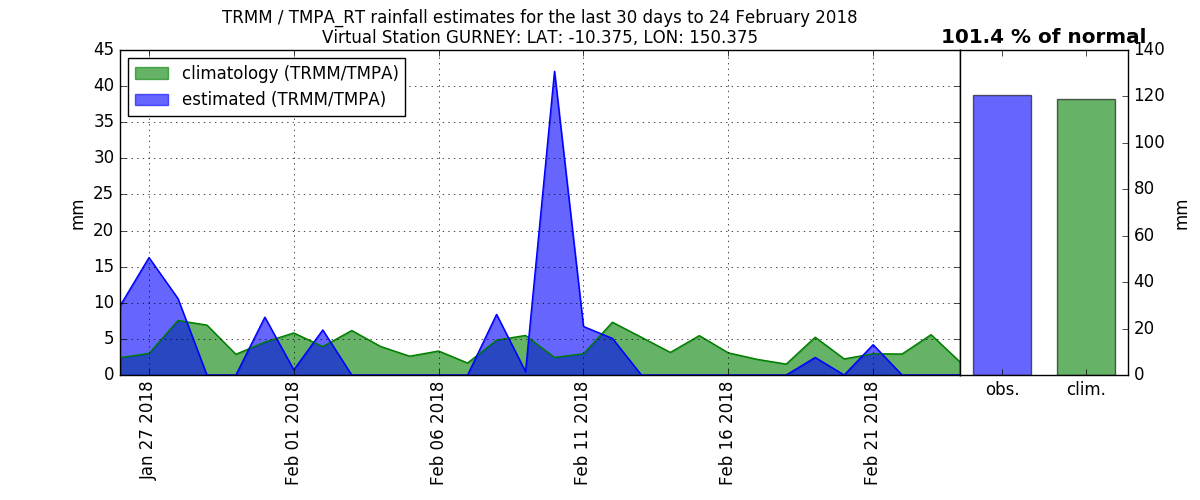 TRMM / TMPA_RT rainfall estimates for the last 30 days to 24 February 2018
Virtual Station GURNEY: LAT: -10.375, LON: 150.375
101.4 % of normal
climatology (TRMM/TMPA)
estimated (TRMM/TMPA)
45
40
35
30
25
20
15
10
5
0
mm
Jan 27 2018
Feb 01 2018
Feb 06 2018
Feb 11 2018
Feb 16 2018
Feb 21 2018
140
120
100
80
60
40
20
0
mm
obs.
clim.